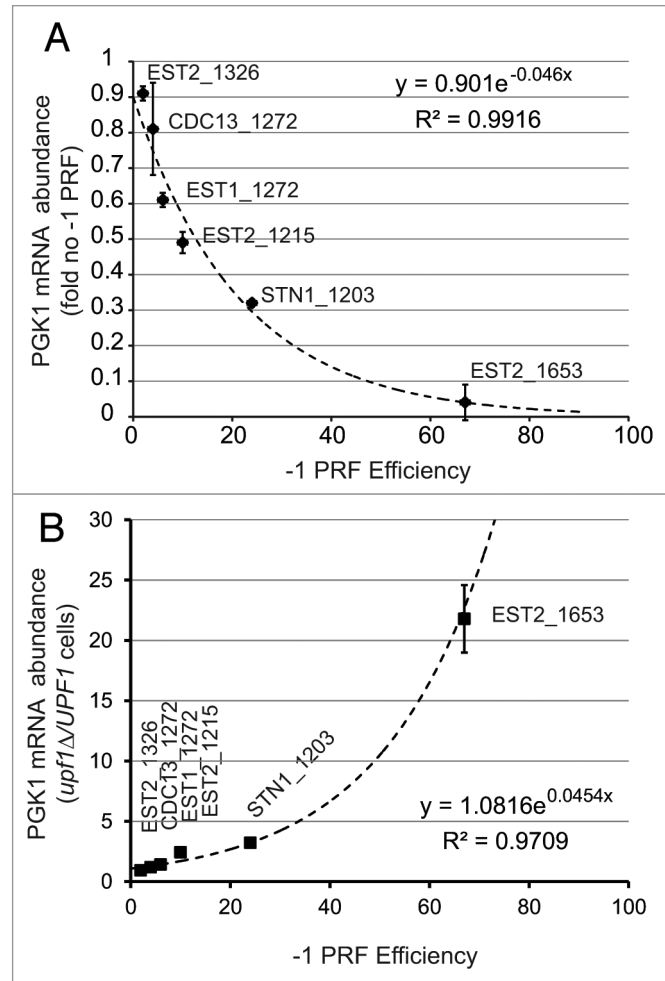 A
1
0.9
0.8
0.7
0.6
0.5
0.4
0.3
0.2
0.1
0
PGK1 mRNA abundance
(fold no -1 PRF)
EST2_1326
CDC13_1272
EST1_1272
EST2_1215
STN1_1203
EST2_1653
y = 0.901e^-0.046x
R² = 0.9916
0 20 40 60 80 100
-1 PRF Efficiency
B
30
25
20
15
10
5
0
PGK1 mRNA abundance
(upf1Δ/UPF1 cells)
EST2_1326
CDC13_1272
EST1_1272
EST2_1215
STN1_1203
EST2_1653
y = 1.0816e^0.0454x
R² = 0.9709
0 20 40 60 80 100
-1 PRF Efficiency